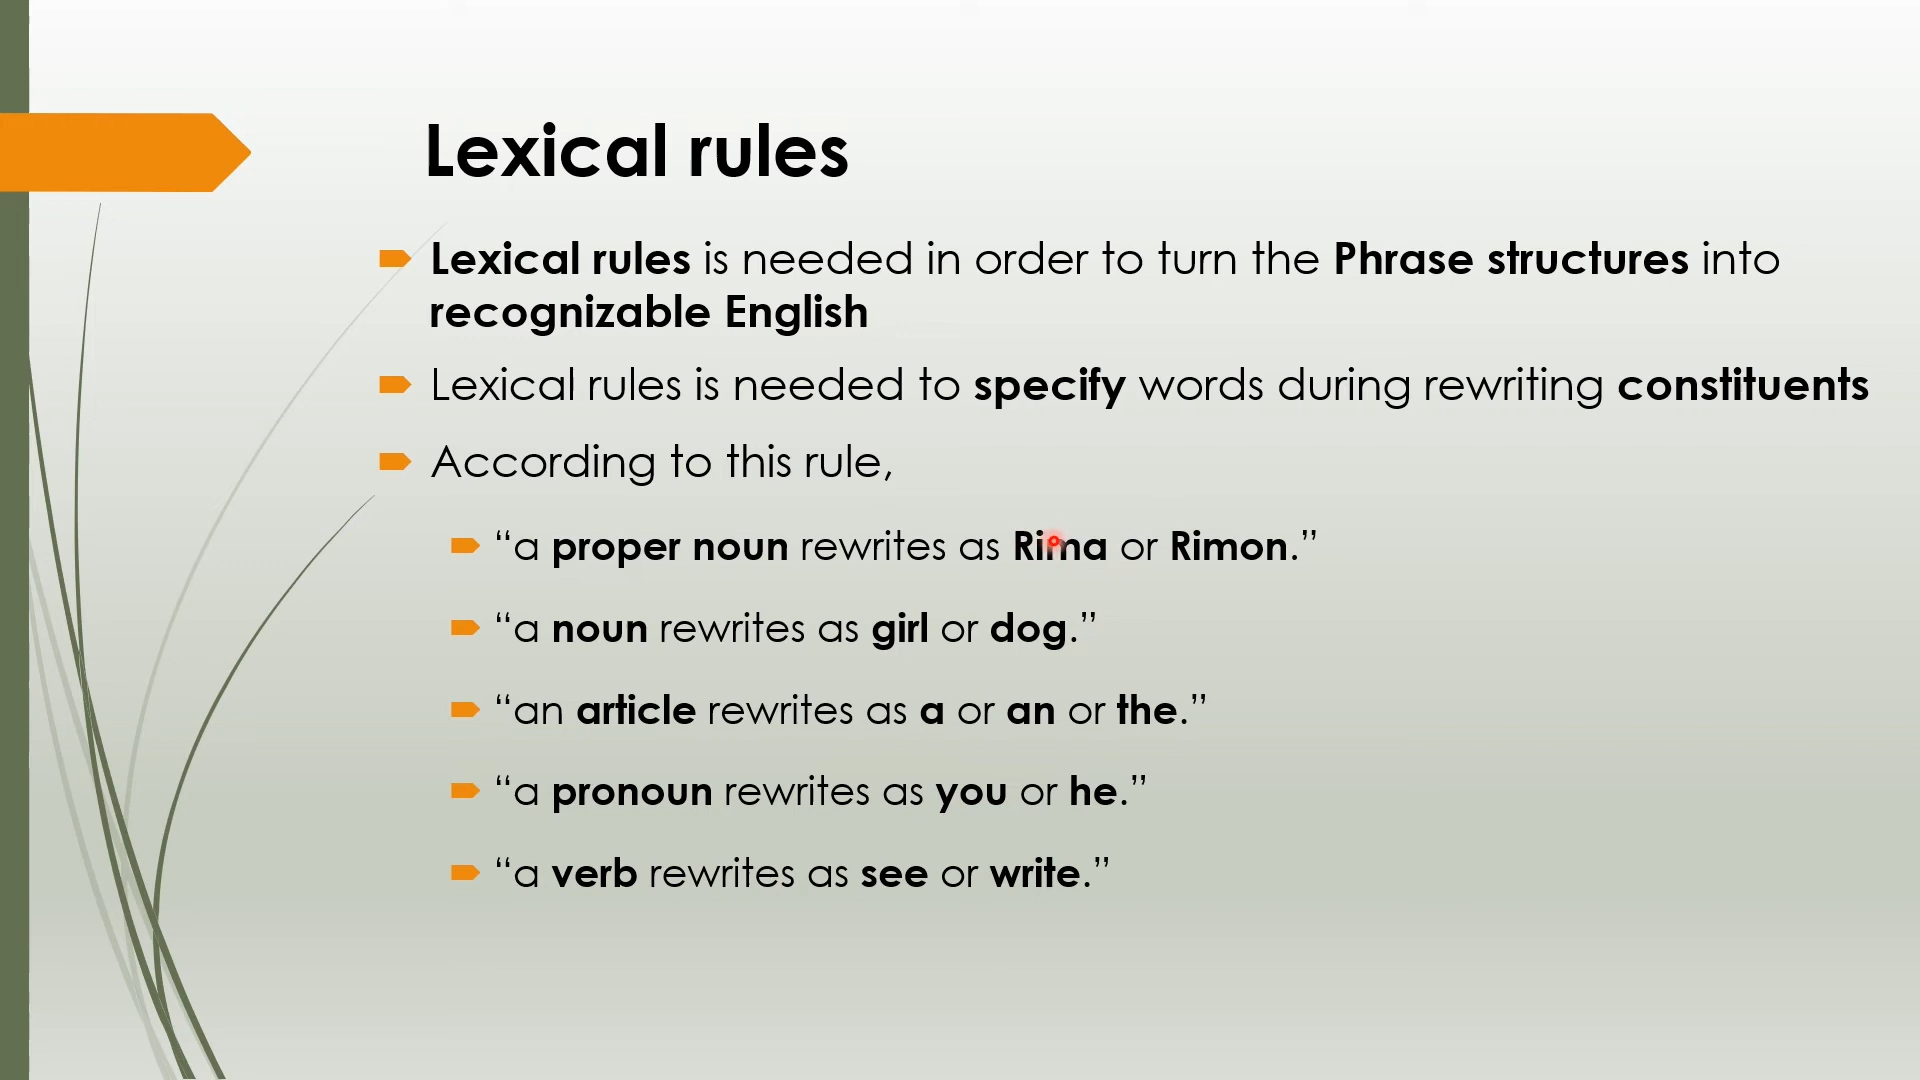 Lexical rules
Lexical rules is needed in order to turn the Phrase structures into
recognizable English
Lexical rules is needed to specify words during rewriting constituents
According to this rule,
“a proper noun rewrites as Rima or Rimon.”
“a noun rewrites as girl or dog.”
“an article rewrites as a or an or the.”
“a pronoun rewrites as you or he.”
“a verb rewrites as see or write.”